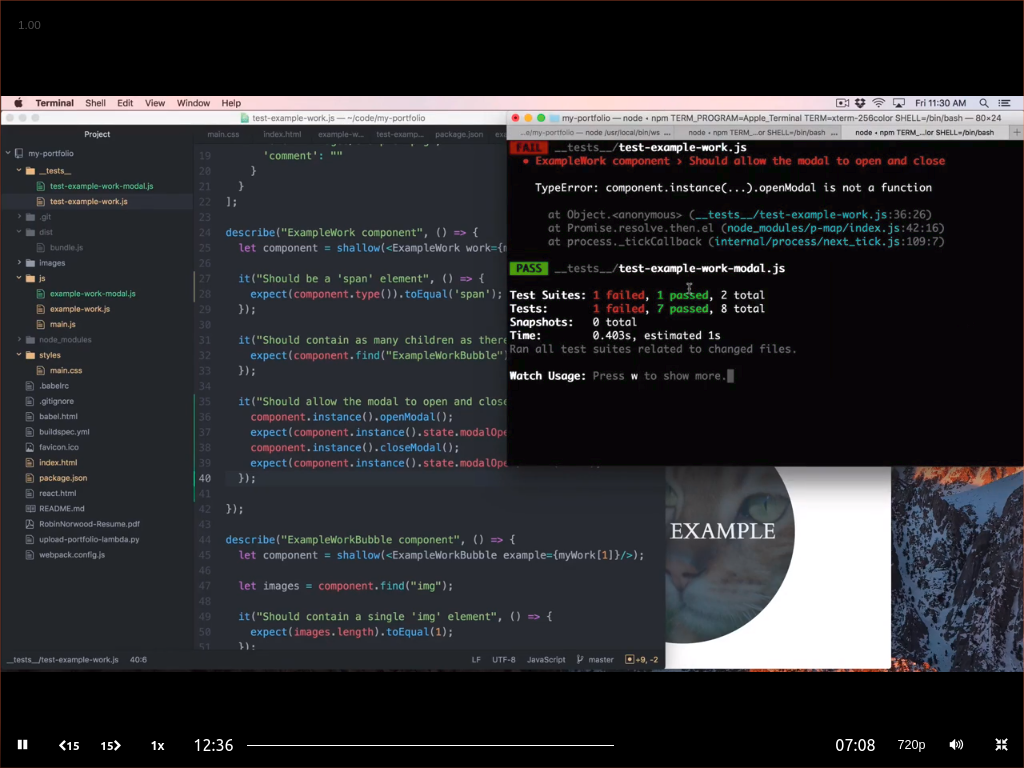 1.00
Terminal Shell Edit View Window Help
Fri 11:30 AM
test-example-work.js — ~/code/my-portfolio
Project
main.css index.html example-w... test-examp... package.json
my-portfolio
__tests__
test-example-work-modal.js
test-example-work.js
.git
dist
bundle.js
images
js
example-work-modal.js
example-work.js
main.js
node_modules
styles
main.css
.babelrc
.gitignore
babel.html
buildspec.yml
favicon.ico
index.html
package.json
react.html
README.md
RobinNorwood-Resume.pdf
upload-portfolio-lambda.py
webpack.config.js
19 'comment': ""
20 }
21 }
22 ];
23
24 describe("ExampleWork component", () => {
25 let component = shallow(<ExampleWork work={m
26
27 it("Should be a 'span' element", () => {
28 expect(component.type()).toEqual('span');
29 });
30
31 it("Should contain as many children as there
32 expect(component.find("ExampleWorkBubble")
33 });
34
35 it("Should allow the modal to open and close
36 component.instance().openModal();
37 expect(component.instance().state.modalOpe
38 component.instance().closeModal();
39 expect(component.instance().state.modalOpe
40 });
41
42 });
43
44 describe("ExampleWorkBubble component", () => {
45 let component = shallow(<ExampleWorkBubble example={myWork[1]}/>);
46
47 let images = component.find("img");
48
49 it("Should contain a single 'img' element", () => {
50 expect(images.length).toEqual(1);
51 });
__tests__/test-example-work.js 40:6
LF UTF-8 JavaScript master +9, -2
my-portfolio — node • npm TERM_PROGRAM=Apple_Terminal TERM=xterm-256color SHELL=/bin/bash — 80×24
...e/my-portfolio — node /usr/local/bin/ws ... node • npm TERM_...or SHELL=/bin/bash ... node • npm TERM_...lor SHELL=/bin/bash +
FAIL __tests__/test-example-work.js
● ExampleWork component › Should allow the modal to open and close
TypeError: component.instance(...).openModal is not a function
at Object.<anonymous> (__tests__/test-example-work.js:36:26)
at Promise.resolve.then.el (node_modules/p-map/index.js:42:16)
at process._tickCallback (internal/process/next_tick.js:109:7)
PASS __tests__/test-example-work-modal.js
Test Suites: 1 failed, 1 passed, 2 total
Tests: 1 failed, 7 passed, 8 total
Snapshots: 0 total
Time: 0.403s, estimated 1s
Ran all test suites related to changed files.
Watch Usage: Press w to show more.
EXAMPLE
15 15 1x 12:36 07:08 720p